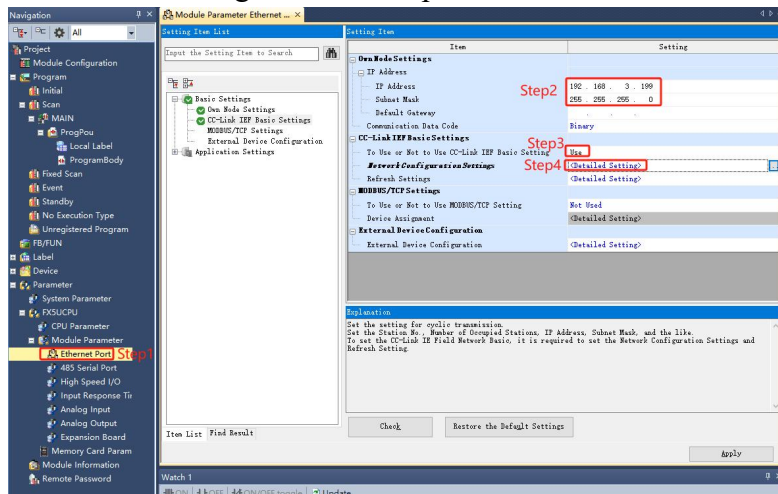 Navigation
All
Project
Module Configuration
Program
Initial
Scan
MAIN
ProgPou
Local Label
ProgramBody
Fixed Scan
Event
Standby
No Execution Type
Unregistered Program
FB/FUN
Label
Device
Parameter
System Parameter
FX5UCPU
CPU Parameter
Module Parameter
Ethernet Port Step1
485 Serial Port
High Speed I/O
Input Response Tir
Analog Input
Analog Output
Expansion Board
Memory Card Param
Module Information
Remote Password
Module Parameter Ethernet ...
Setting Item List
Input the Setting Item to Search
Basic Settings
Own Node Settings
CC-Link IEF Basic Settings
MODBUS/TCP Settings
External Device Configuration
Application Settings
Item List Find Result
Setting Item
Item Setting
Own Node Settings
IP Address
IP Address Step2 192 . 168 . 3 . 199
Subnet Mask 255 . 255 . 255 . 0
Default Gateway . . .
Communication Data Code Binary
CC-Link IEF Basic Settings Step3
To Use or Not to Use CC-Link IEF Basic Setting Use
Network Configuration Settings Step4 <Detailed Setting>
Refresh Settings <Detailed Setting>
MODBUS/TCP Settings
To Use or Not to Use MODBUS/TCP Setting Not Used
Device Assignment <Detailed Setting>
External Device Configuration
External Device Configuration <Detailed Setting>
Explanation
Set the setting for cyclic transmission.
Set the Station No., Number of Occupied Stations, IP Address, Subnet Mask, and the like.
To set the CC-Link IE Field Network Basic, it is required to set the Network Configuration Settings and
Refresh Setting.
Check Restore the Default Settings
Apply
Watch 1
ON OFF ON/OFF toggle Update